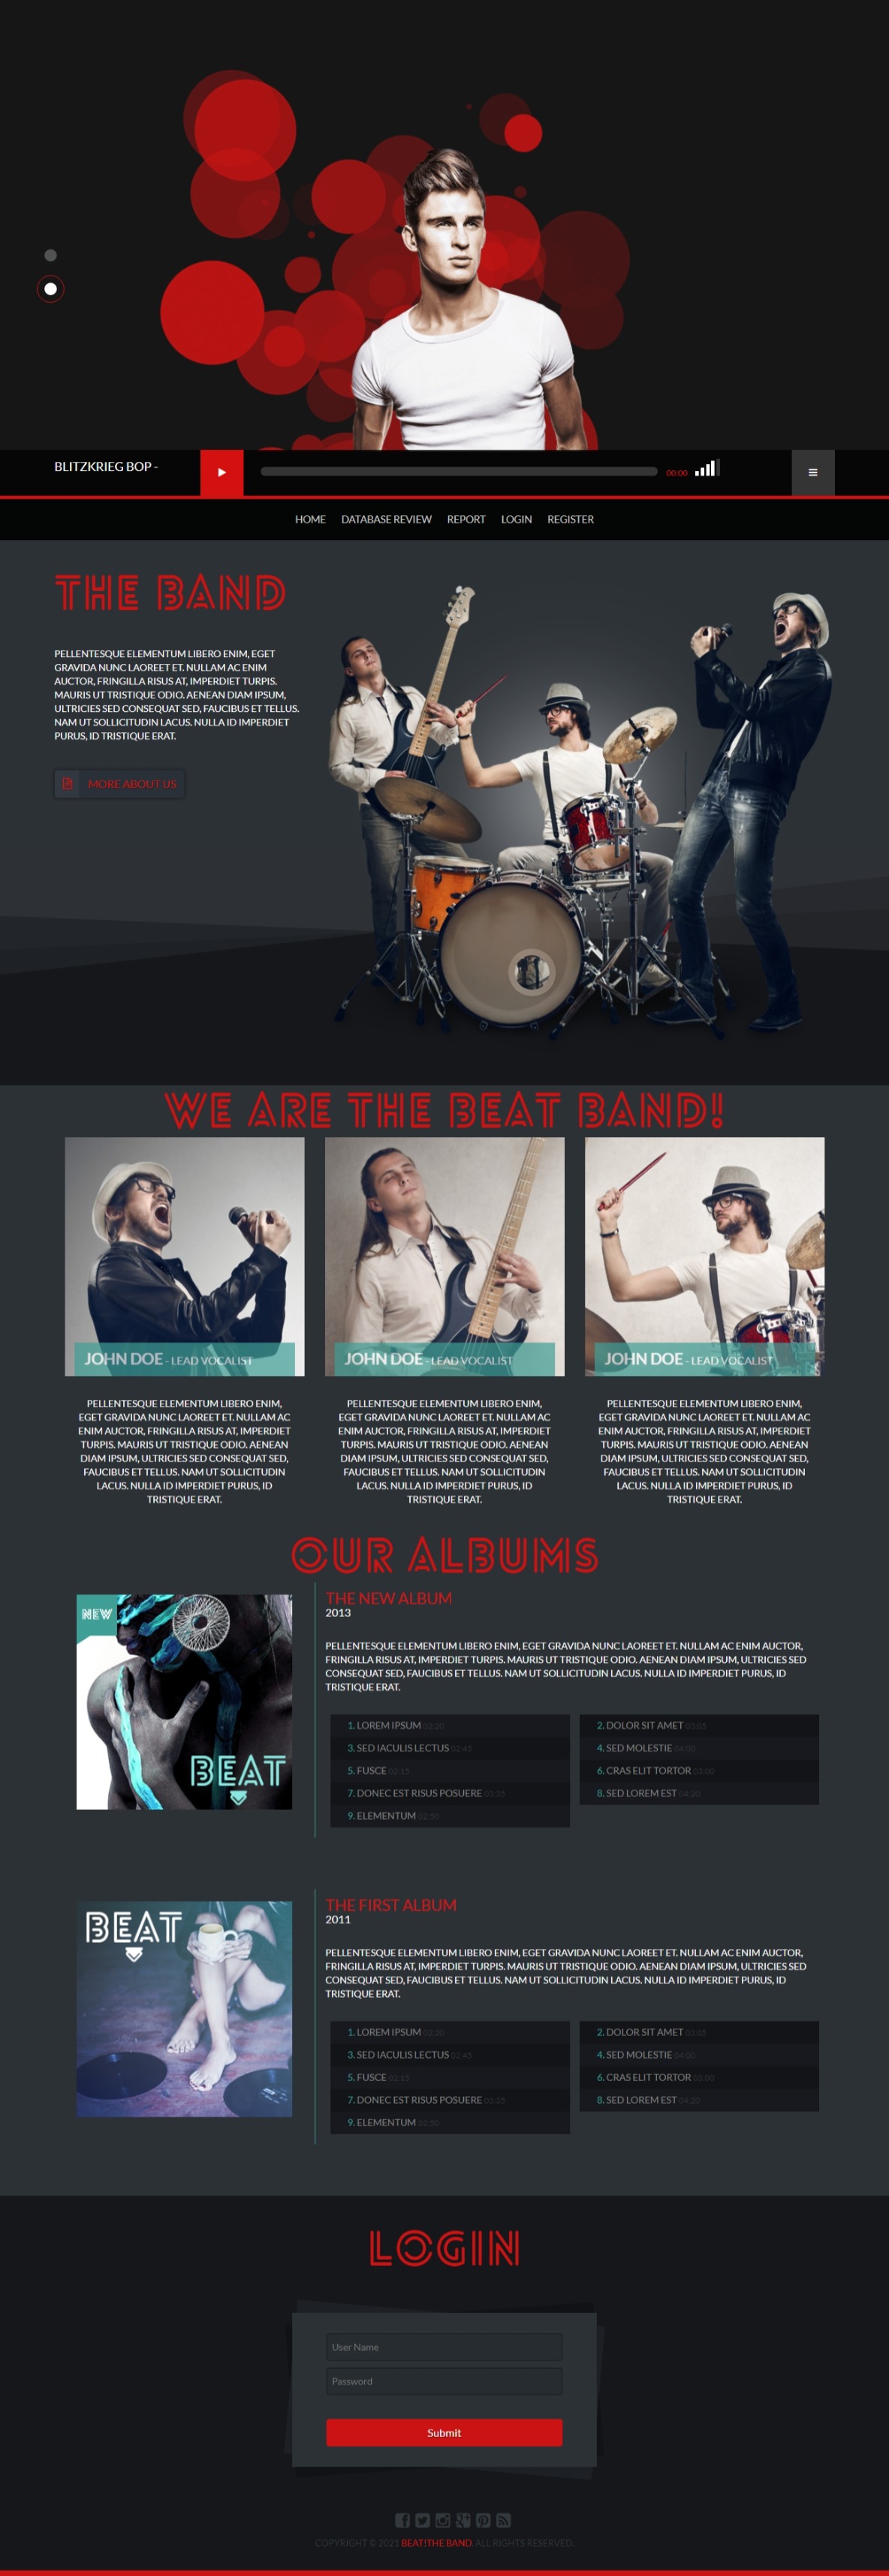 BLITZKRIEG BOP -
00:00
HOME DATABASE REVIEW REPORT LOGIN REGISTER
THE BAND
PELLENTESQUE ELEMENTUM LIBERO ENIM, EGET
GRAVIDA NUNC LAOREET ET. NULLAM AC ENIM
AUCTOR, FRINGILLA RISUS AT, IMPERDIET TURPIS.
MAURIS UT TRISTIQUE ODIO. AENEAN DIAM IPSUM,
ULTRICIES SED CONSEQUAT SED, FAUCIBUS ET TELLUS.
NAM UT SOLLICITUDIN LACUS. NULLA ID IMPERDIET
PURUS, ID TRISTIQUE ERAT.
MORE ABOUT US
WE ARE THE BEAT BAND!
JOHN DOE - LEAD VOCALIST
PELLENTESQUE ELEMENTUM LIBERO ENIM,
EGET GRAVIDA NUNC LAOREET ET. NULLAM AC
ENIM AUCTOR, FRINGILLA RISUS AT, IMPERDIET
TURPIS. MAURIS UT TRISTIQUE ODIO. AENEAN
DIAM IPSUM, ULTRICIES SED CONSEQUAT SED,
FAUCIBUS ET TELLUS. NAM UT SOLLICITUDIN
LACUS. NULLA ID IMPERDIET PURUS, ID
TRISTIQUE ERAT.
JOHN DOE - LEAD VOCALIST
PELLENTESQUE ELEMENTUM LIBERO ENIM,
EGET GRAVIDA NUNC LAOREET ET. NULLAM AC
ENIM AUCTOR, FRINGILLA RISUS AT, IMPERDIET
TURPIS. MAURIS UT TRISTIQUE ODIO. AENEAN
DIAM IPSUM, ULTRICIES SED CONSEQUAT SED,
FAUCIBUS ET TELLUS. NAM UT SOLLICITUDIN
LACUS. NULLA ID IMPERDIET PURUS, ID
TRISTIQUE ERAT.
JOHN DOE - LEAD VOCALIST
PELLENTESQUE ELEMENTUM LIBERO ENIM,
EGET GRAVIDA NUNC LAOREET ET. NULLAM AC
ENIM AUCTOR, FRINGILLA RISUS AT, IMPERDIET
TURPIS. MAURIS UT TRISTIQUE ODIO. AENEAN
DIAM IPSUM, ULTRICIES SED CONSEQUAT SED,
FAUCIBUS ET TELLUS. NAM UT SOLLICITUDIN
LACUS. NULLA ID IMPERDIET PURUS, ID
TRISTIQUE ERAT.
OUR ALBUMS
NEW
BEAT
THE NEW ALBUM
2013
PELLENTESQUE ELEMENTUM LIBERO ENIM, EGET GRAVIDA NUNC LAOREET ET. NULLAM AC ENIM AUCTOR,
FRINGILLA RISUS AT, IMPERDIET TURPIS. MAURIS UT TRISTIQUE ODIO. AENEAN DIAM IPSUM, ULTRICIES SED
CONSEQUAT SED, FAUCIBUS ET TELLUS. NAM UT SOLLICITUDIN LACUS. NULLA ID IMPERDIET PURUS, ID
TRISTIQUE ERAT.
1. LOREM IPSUM 02:20
2. DOLOR SIT AMET 03:05
3. SED IACULIS LECTUS 02:45
4. SED MOLESTIE 04:00
5. FUSCE 02:15
6. CRAS ELIT TORTOR 03:00
7. DONEC EST RISUS POSUERE 03:35
8. SED LOREM EST 04:20
9. ELEMENTUM 02:50
BEAT
THE FIRST ALBUM
2011
PELLENTESQUE ELEMENTUM LIBERO ENIM, EGET GRAVIDA NUNC LAOREET ET. NULLAM AC ENIM AUCTOR,
FRINGILLA RISUS AT, IMPERDIET TURPIS. MAURIS UT TRISTIQUE ODIO. AENEAN DIAM IPSUM, ULTRICIES SED
CONSEQUAT SED, FAUCIBUS ET TELLUS. NAM UT SOLLICITUDIN LACUS. NULLA ID IMPERDIET PURUS, ID
TRISTIQUE ERAT.
1. LOREM IPSUM 02:20
2. DOLOR SIT AMET 03:05
3. SED IACULIS LECTUS 02:45
4. SED MOLESTIE 04:00
5. FUSCE 02:15
6. CRAS ELIT TORTOR 03:00
7. DONEC EST RISUS POSUERE 03:35
8. SED LOREM EST 04:20
9. ELEMENTUM 02:50
LOGIN
User Name
Password
Submit
COPYRIGHT © 2021 BEAT!THE BAND. ALL RIGHTS RESERVED.